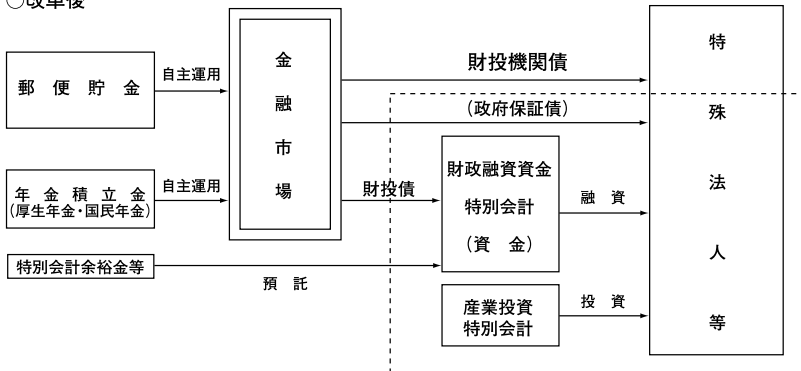 ○改革後
郵便貯金
自主運用
金融市場
財投機関債
(政府保証債)
特殊法人等
年金積立金
(厚生年金・国民年金)
自主運用
財投債
財政融資資金
特別会計
(資金)
融資
特別会計余裕金等
預託
産業投資
特別会計
投資